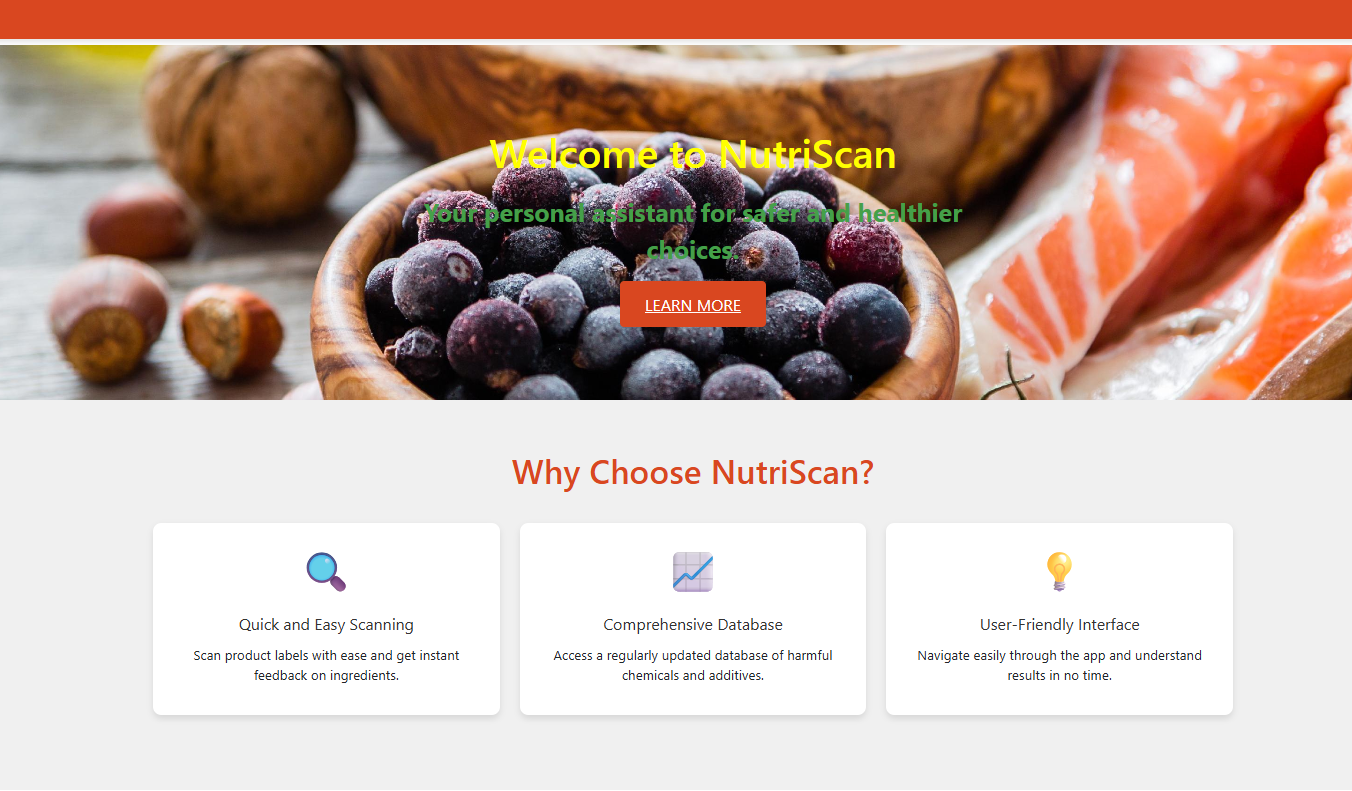 Welcome to NutriScan
Your personal assistant for safer and healthier
choices.
LEARN MORE
Why Choose NutriScan?
Quick and Easy Scanning
Scan product labels with ease and get instant
feedback on ingredients.
Comprehensive Database
Access a regularly updated database of harmful
chemicals and additives.
User-Friendly Interface
Navigate easily through the app and understand
results in no time.